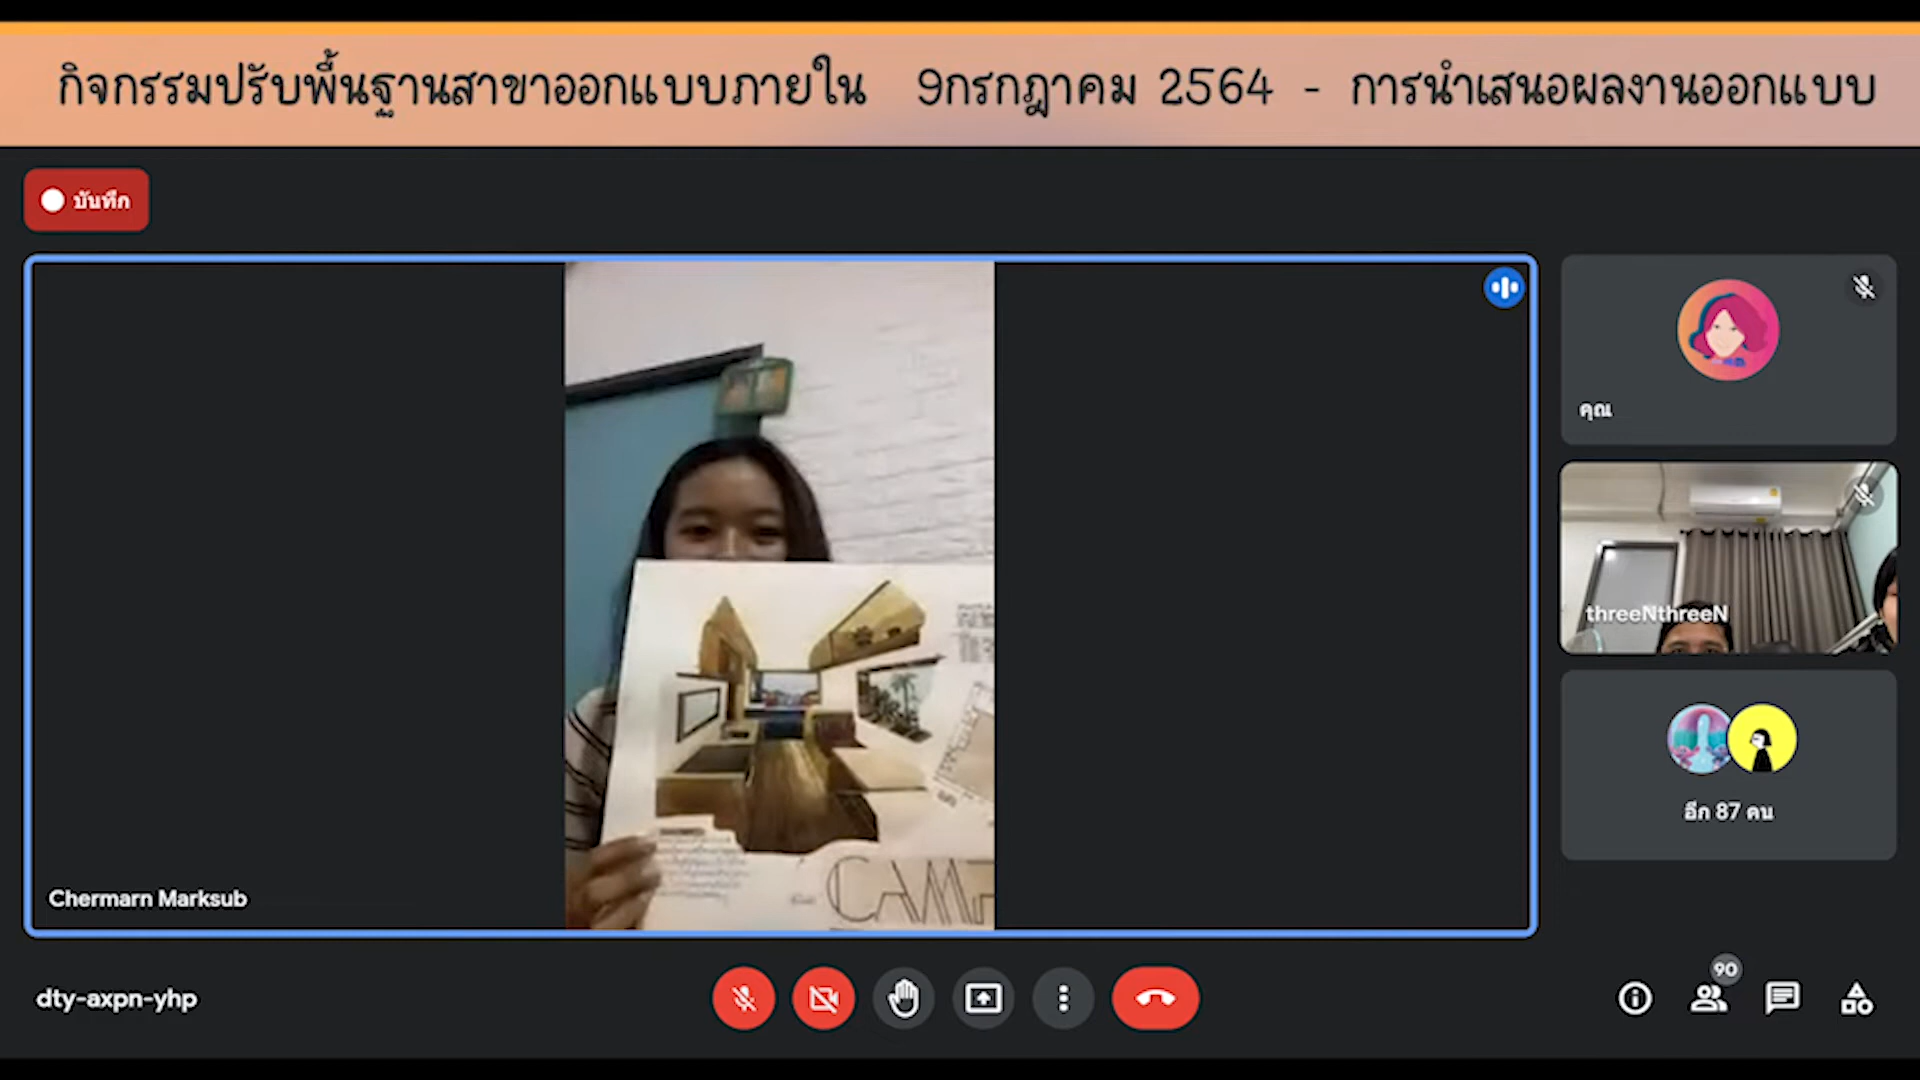 กิจกรรมปรับพื้นฐานสาขาออกแบบภายใน 9กรกฎาคม 2564 - การนำเสนอผลงานออกแบบ
บันทึก
คุณ
threeNthreeN
อีก 87 คน
Chermarn Marksub
dty-axpn-yhp
90